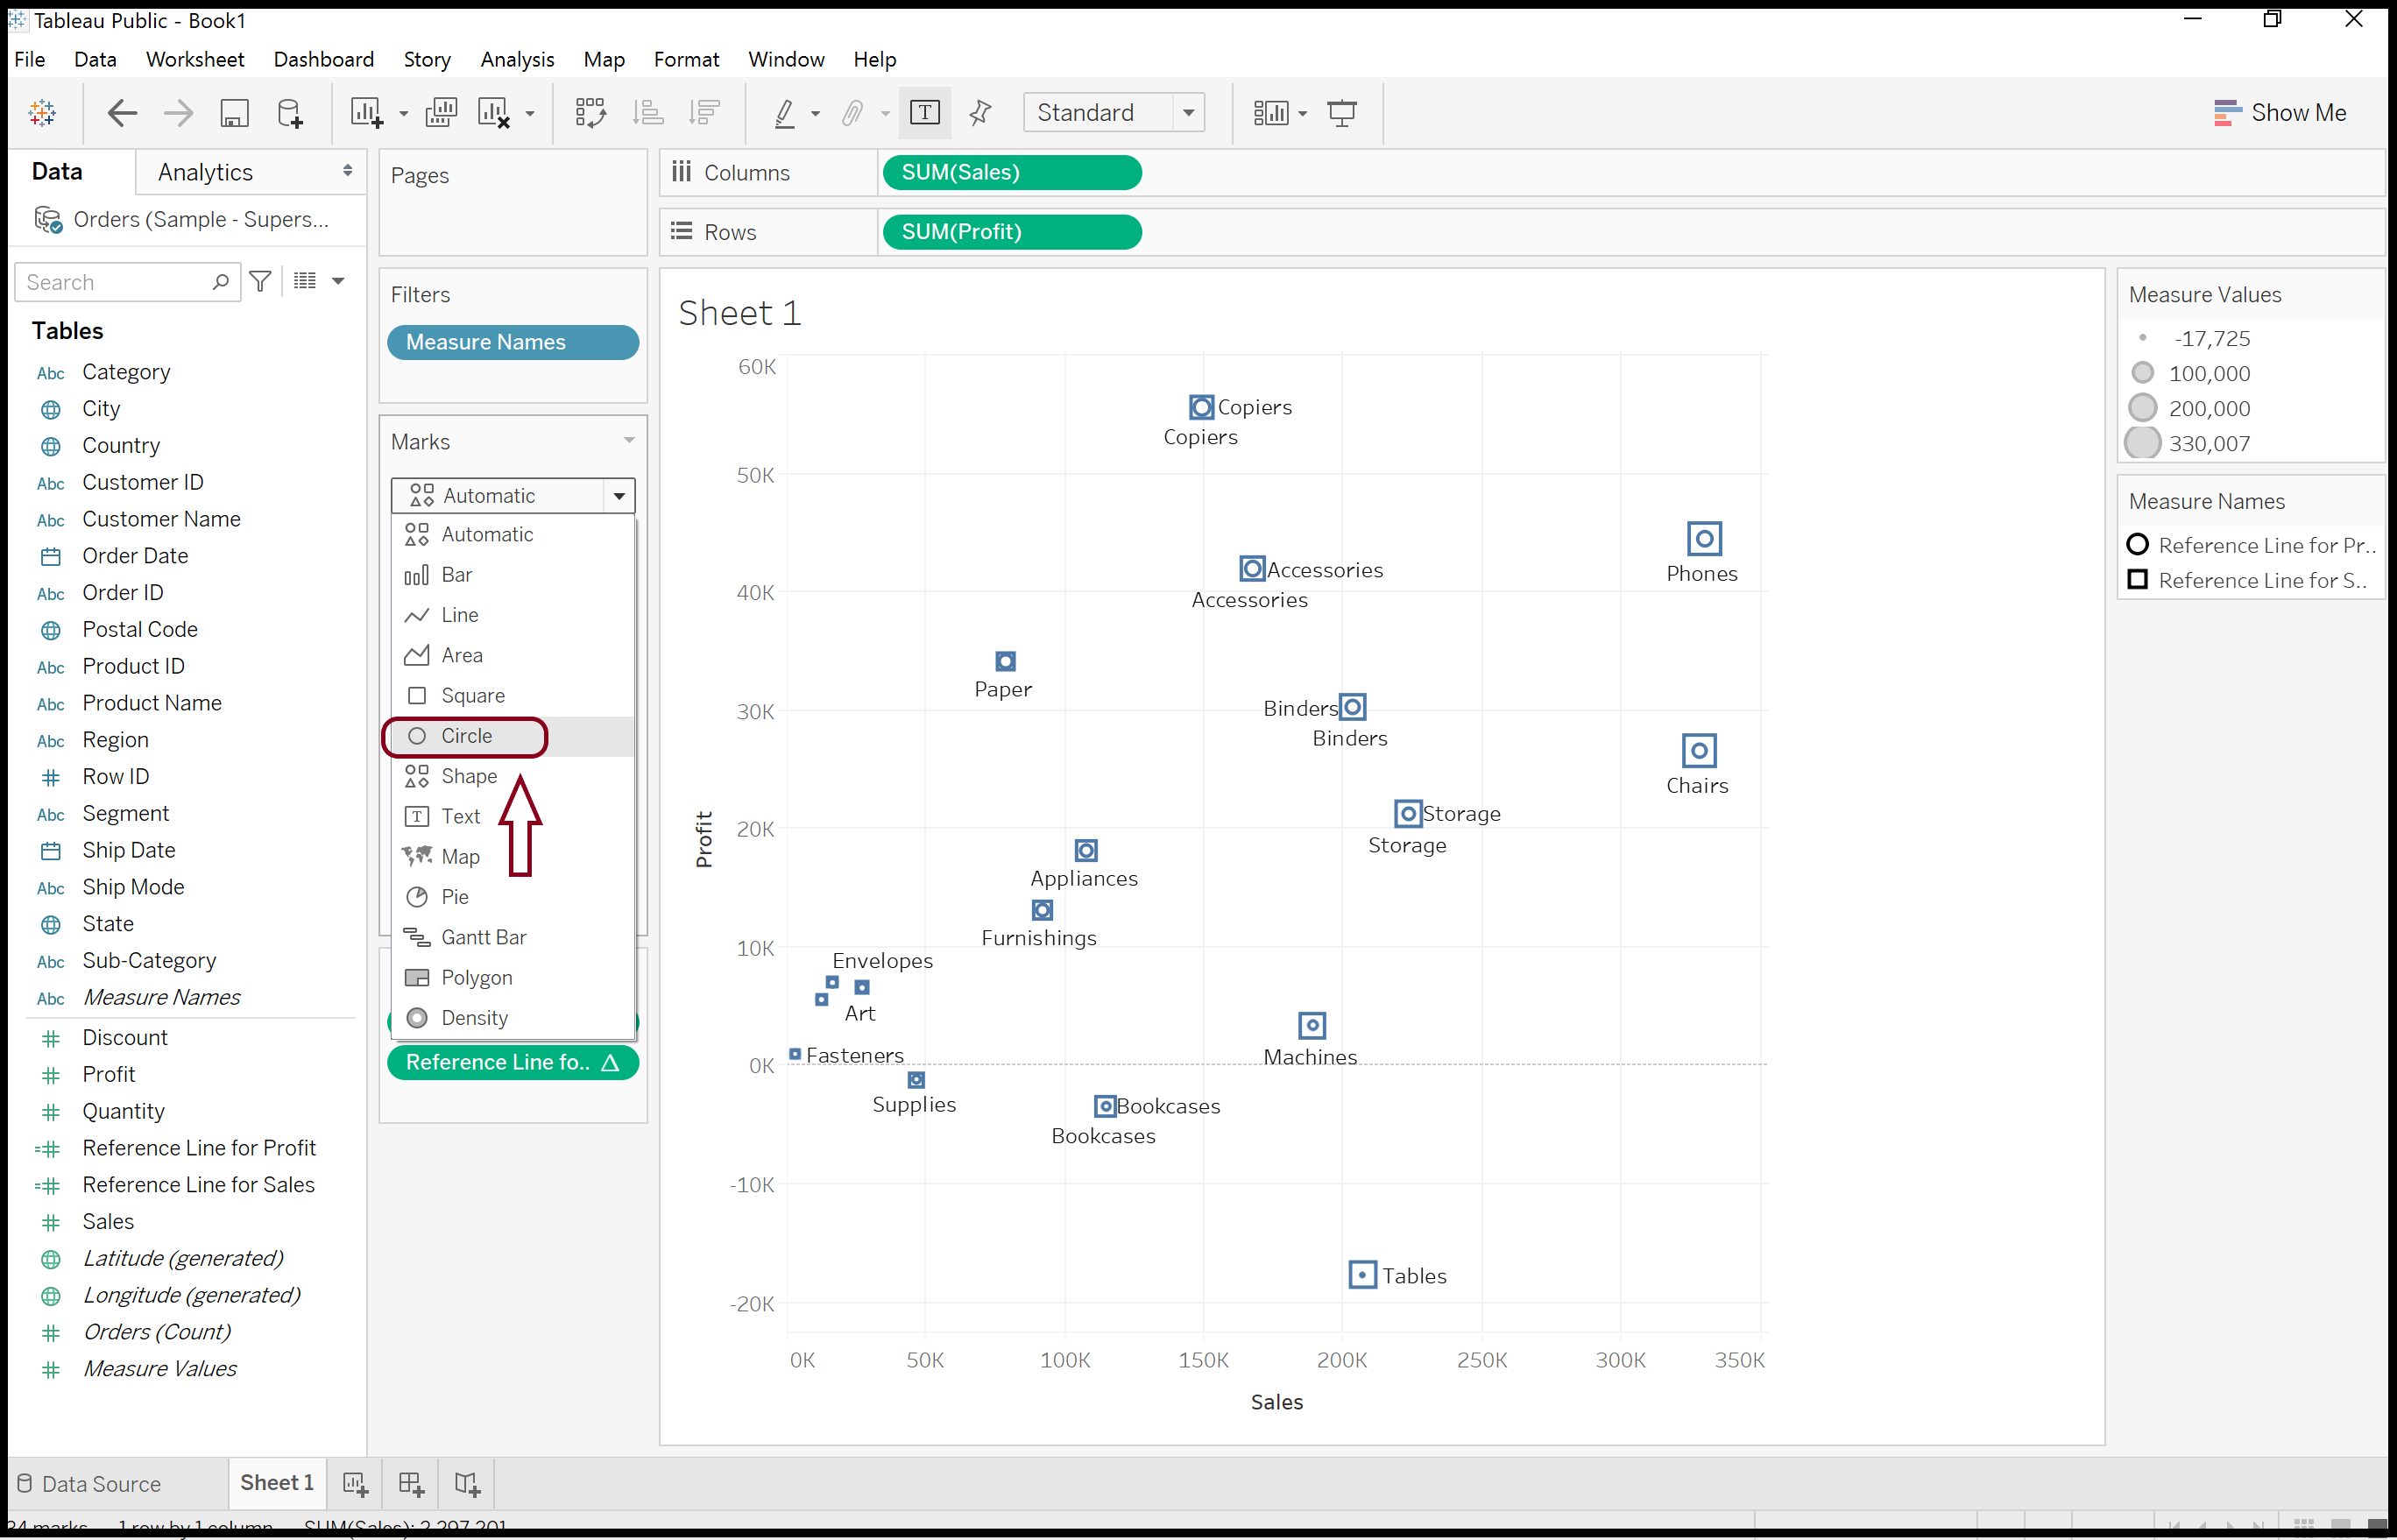 Tableau Public - Book1
File Data Worksheet Dashboard Story Analysis Map Format Window Help
Standard
Show Me
Data Analytics
Orders (Sample - Supers...
Search
Tables
Abc Category
City
Country
Abc Customer ID
Abc Customer Name
Order Date
Abc Order ID
Postal Code
Abc Product ID
Abc Product Name
Abc Region
Row ID
Abc Segment
Ship Date
Abc Ship Mode
State
Abc Sub-Category
Abc Measure Names
Discount
Profit
Quantity
Reference Line for Profit
Reference Line for Sales
Sales
Latitude (generated)
Longitude (generated)
Orders (Count)
Measure Values
Pages
Filters
Measure Names
Marks
Automatic
Automatic
Bar
Line
Area
Square
Circle
Shape
Text
Map
Pie
Gantt Bar
Polygon
Density
Reference Line fo..
Columns
SUM(Sales)
Rows
SUM(Profit)
Sheet 1
60K
50K
40K
30K
20K
10K
0K
-10K
-20K
Profit
Copiers
Copiers
Phones
Accessories
Accessories
Paper
Binders
Binders
Chairs
Storage
Storage
Appliances
Furnishings
Envelopes
Art
Machines
Fasteners
Supplies
Bookcases
Bookcases
Tables
0K 50K 100K 150K 200K 250K 300K 350K
Sales
Measure Values
-17,725
100,000
200,000
330,007
Measure Names
Reference Line for Pr..
Reference Line for S..
Data Source Sheet 1
34 marks 1 row by 1 column SUM(Sales): 2,297,201